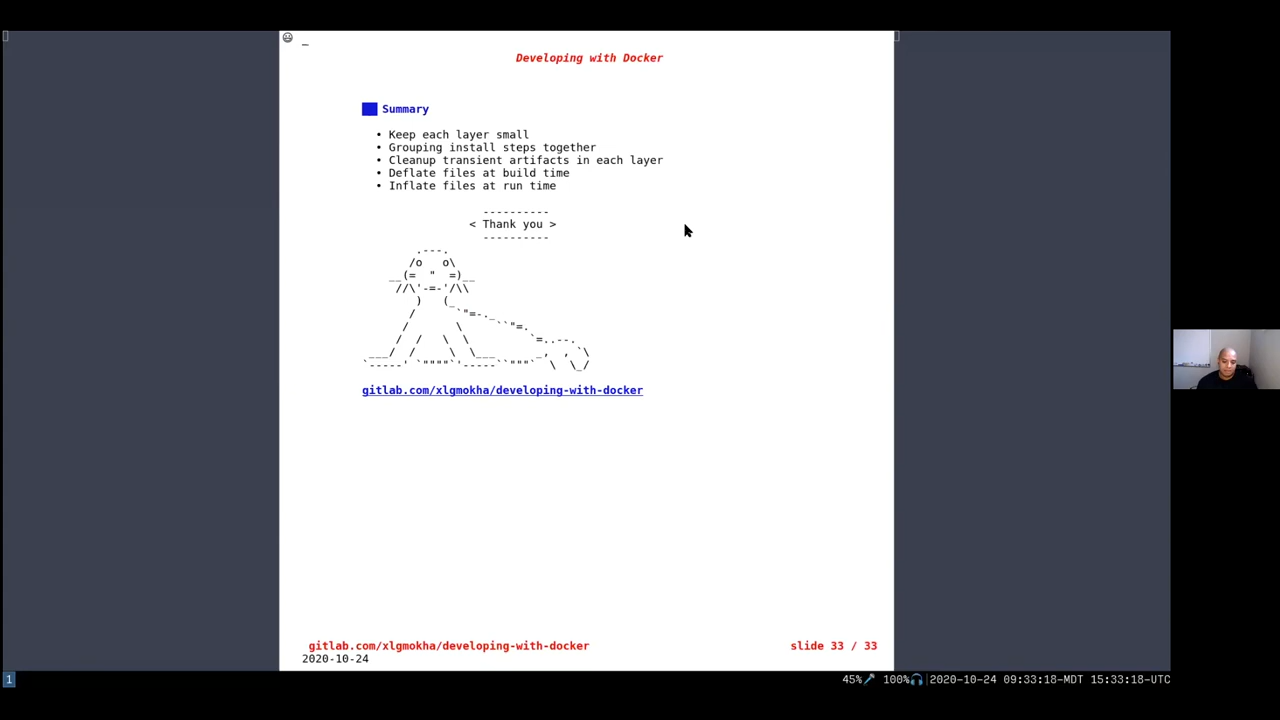 Developing with Docker
Summary
• Keep each layer small
• Grouping install steps together
• Cleanup transient artifacts in each layer
• Deflate files at build time
• Inflate files at run time
----------
< Thank you >
----------
gitlab.com/xlgmokha/developing-with-docker
gitlab.com/xlgmokha/developing-with-docker slide 33 / 33
2020-10-24
1 45% 100% |2020-10-24 09:33:18-MDT 15:33:18-UTC